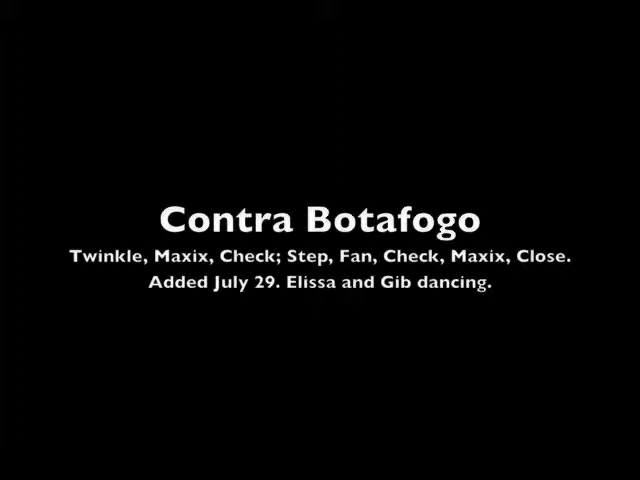 Contra Botafogo
Twinkle, Maxix, Check; Step, Fan, Check, Maxix, Close.
Added July 29. Elissa and Gib dancing.